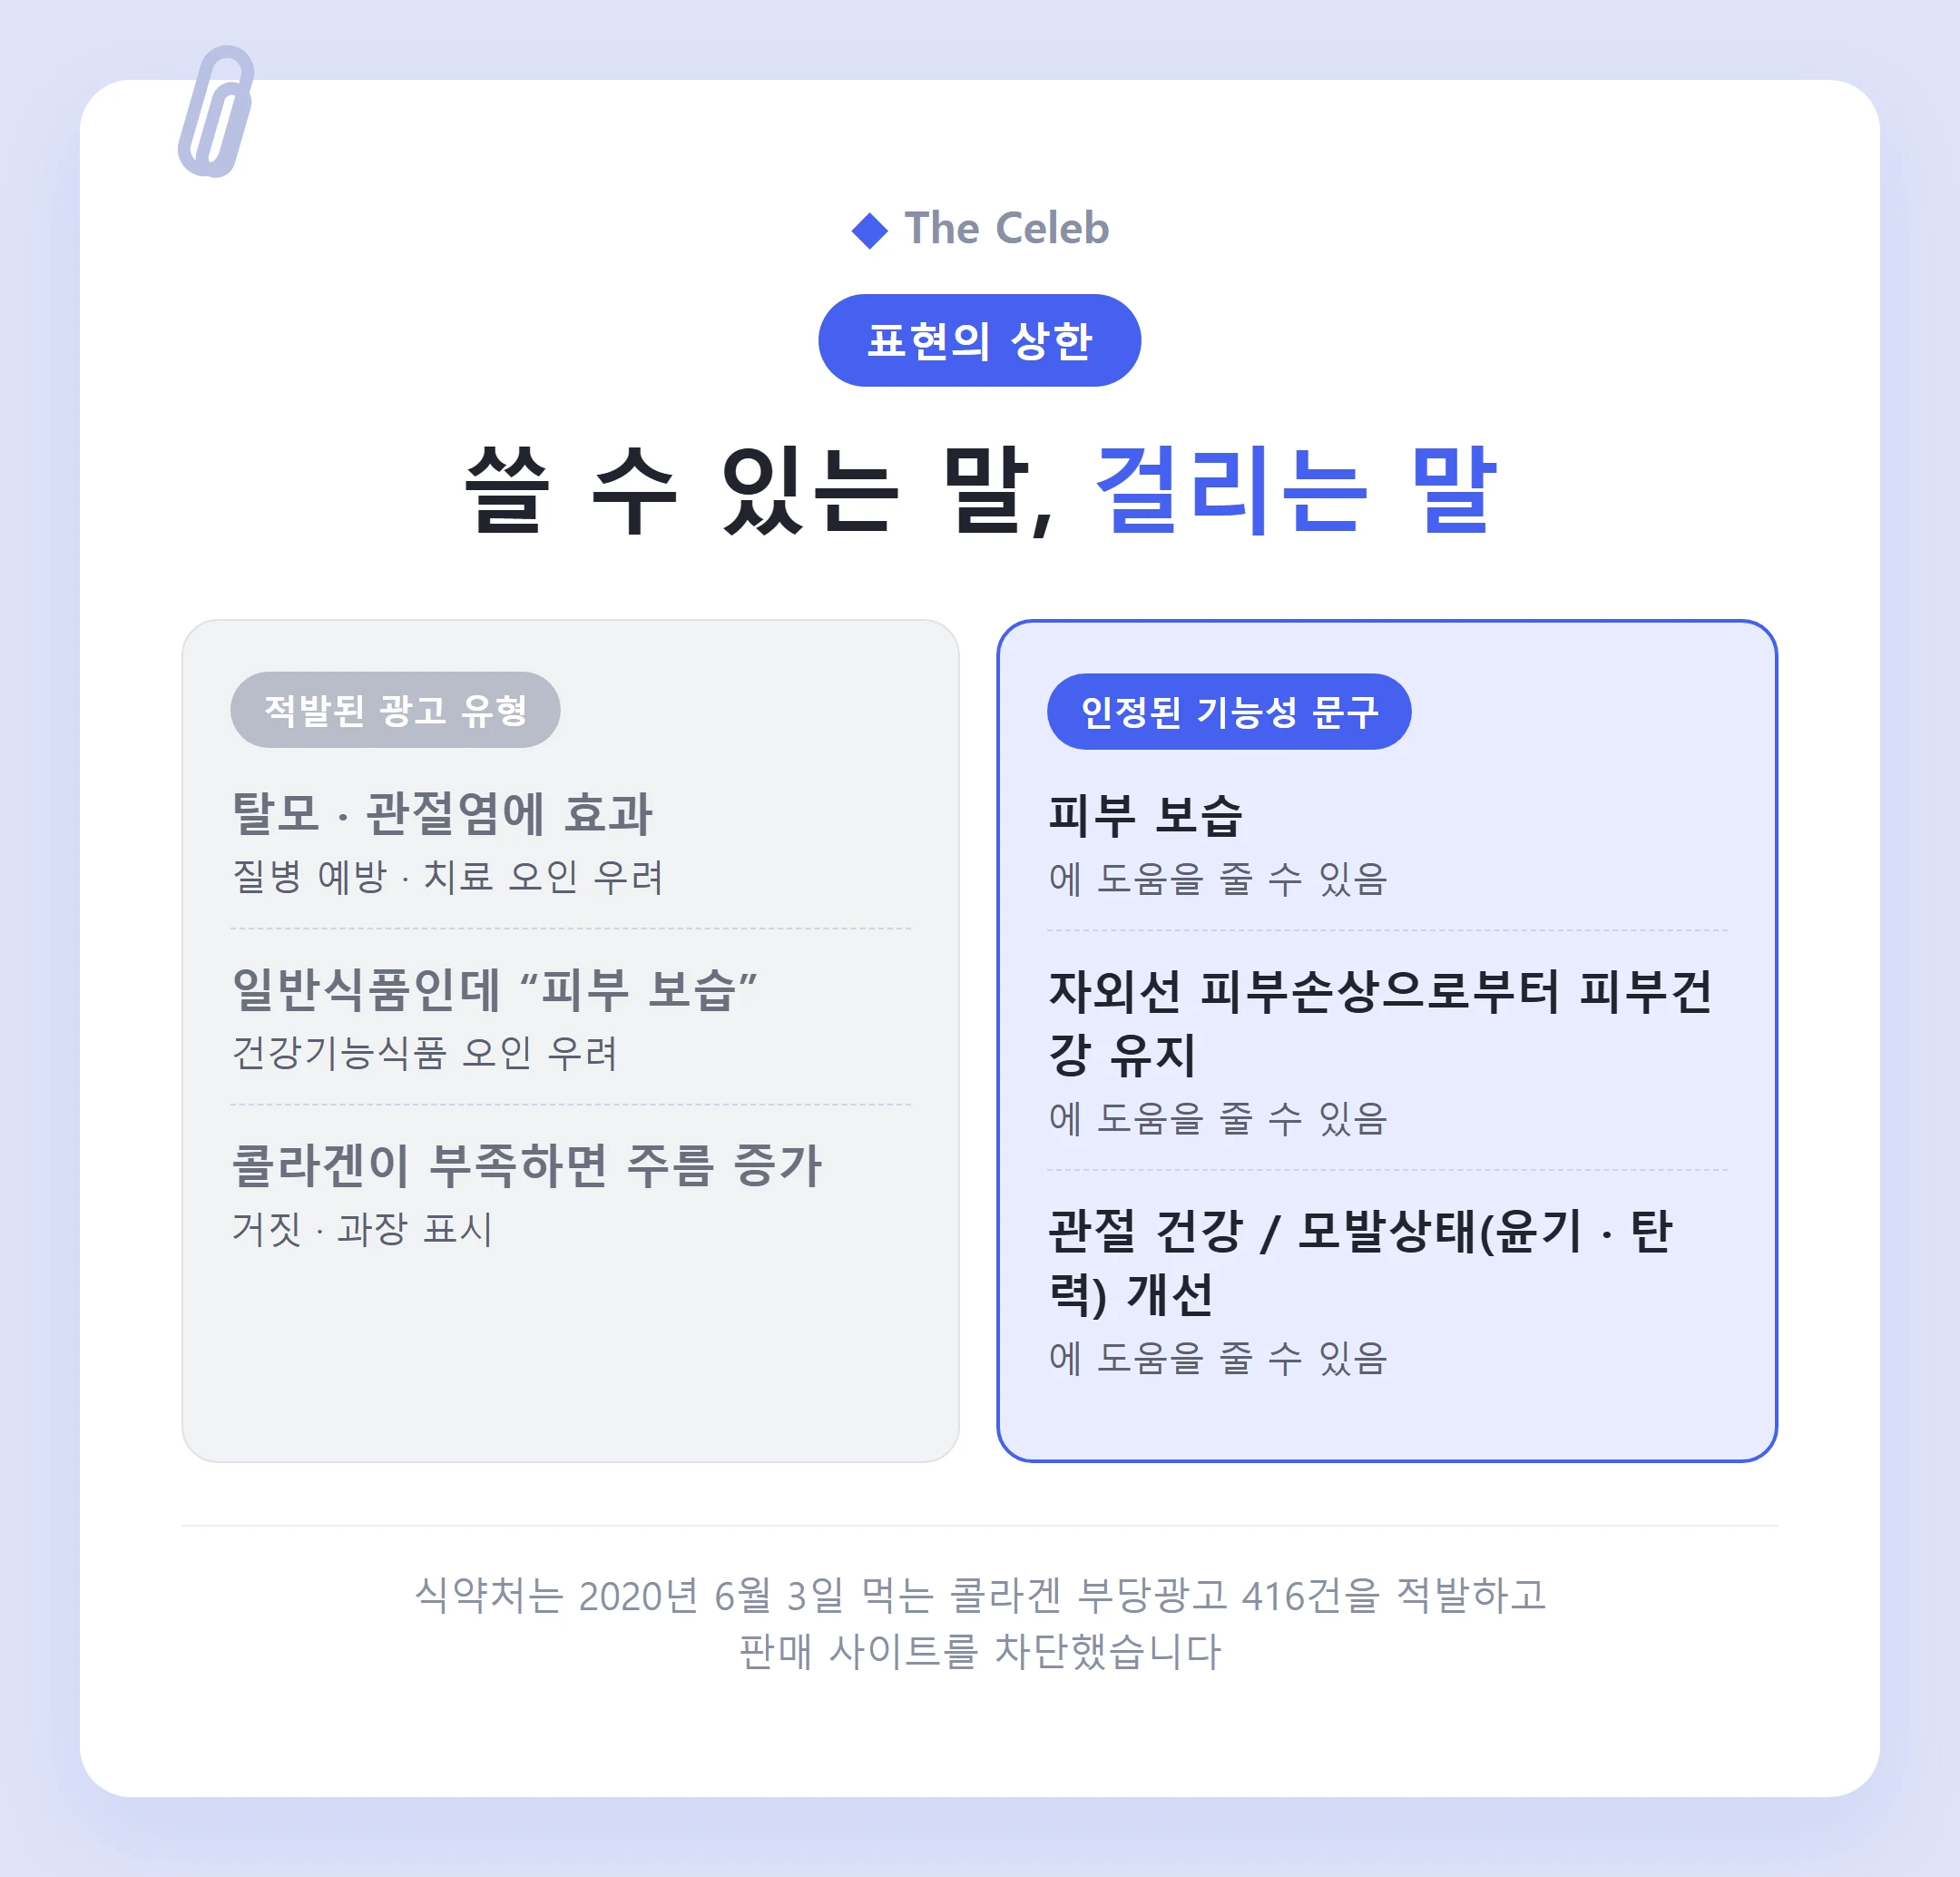 The Celeb
표현의 상한
쓸 수 있는 말, 걸리는 말
적발된 광고 유형
탈모 · 관절염에 효과
질병 예방 · 치료 오인 우려
일반식품인데 “피부 보습”
건강기능식품 오인 우려
콜라겐이 부족하면 주름 증가
거짓 · 과장 표시
인정된 기능성 문구
피부 보습
에 도움을 줄 수 있음
자외선 피부손상으로부터 피부건
강 유지
에 도움을 줄 수 있음
관절 건강 / 모발상태(윤기 · 탄
력) 개선
에 도움을 줄 수 있음
식약처는 2020년 6월 3일 먹는 콜라겐 부당광고 416건을 적발하고
판매 사이트를 차단했습니다